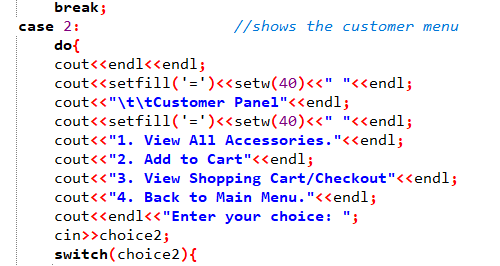 break;
case 2: //shows the customer menu
do{
cout<<endl<<endl;
cout<<setfill('=')<<setw(40)<<" "<<endl;
cout<<"\t\tCustomer Panel"<<endl;
cout<<setfill('=')<<setw(40)<<" "<<endl;
cout<<"1. View All Accessories."<<endl;
cout<<"2. Add to Cart"<<endl;
cout<<"3. View Shopping Cart/Checkout"<<endl;
cout<<"4. Back to Main Menu."<<endl;
cout<<endl<<"Enter your choice: ";
cin>>choice2;
switch(choice2){